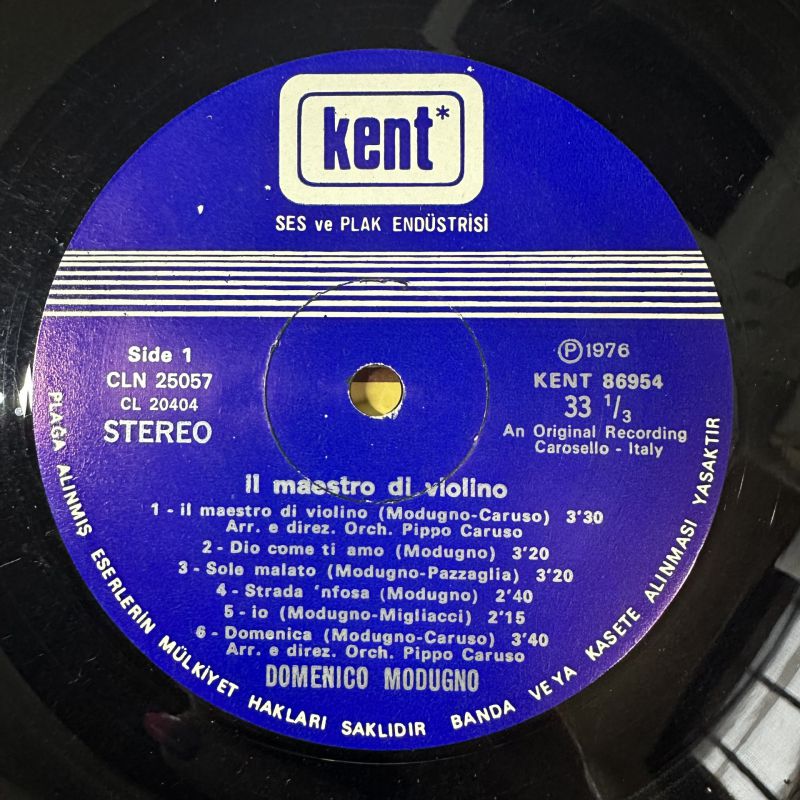 kent*
SES ve PLAK ENDÜSTRİSİ
Side 1
CLN 25057
CL 20404
STEREO
Ⓟ1976
KENT 86954
33 1/3
An Original Recording
Carosello - Italy
il maestro di violino
1 - il maestro di violino (Modugno-Caruso) 3'30
Arr. e direz. Orch. Pippo Caruso
2 - Dio come ti amo (Modugno) 3'20
3 - Sole malato (Modugno-Pazzaglia) 3'20
4 - Strada 'nfosa (Modugno) 2'40
5 - io (Modugno-Migliacci) 2'15
6 - Domenica (Modugno-Caruso) 3'40
Arr. e direz. Orch. Pippo Caruso
DOMENICO MODUGNO
PLAĞA ALINMIŞ ESERLERİN MÜLKİYET HAKLARI SAKLIDIR BANDA VEYA KASETE ALINMASI YASAKTIR